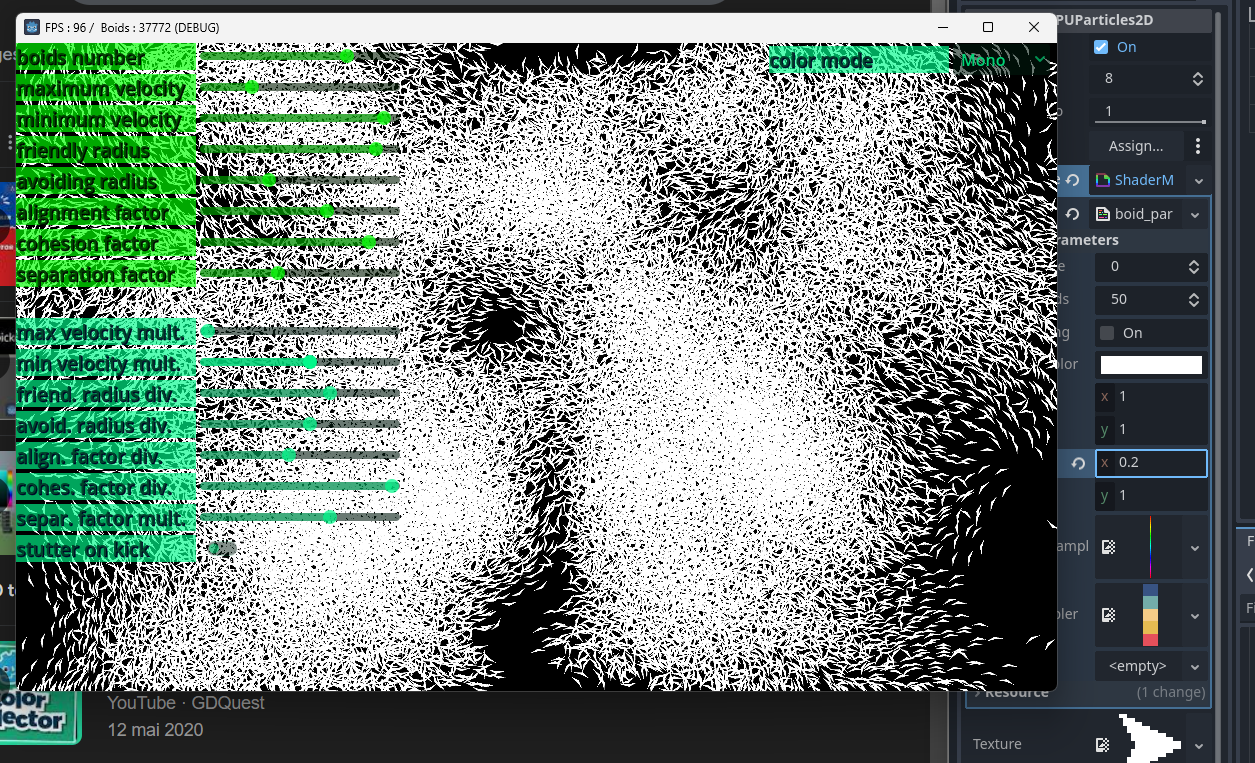 FPS : 96 / Boids : 37772 (DEBUG)
boids number
maximum velocity
minimum velocity
friendly radius
avoiding radius
alignment factor
cohesion factor
separation factor
max velocity mult.
min velocity mult.
friend. radius div.
avoid. radius div.
align. factor div.
cohes. factor div.
separ. factor mult.
stutter on kick
color mode
Mono
PUParticles2D
On
8
1
Assign...
ShaderM
boid_par
rameters
0
50
On
olor
x 1
y 1
x 0.2
y 1
ampl
<empty>
Resource
(1 change)
Texture
YouTube · GDQuest
12 mai 2020